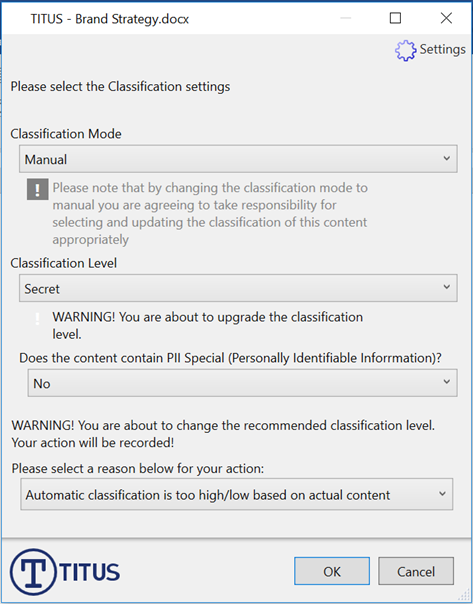 TITUS - Brand Strategy.docx
Settings
Please select the Classification settings
Classification Mode
Manual
! Please note that by changing the classification mode to
manual you are agreeing to take responsibility for
selecting and updating the classification of this content
appropriately
Classification Level
Secret
! WARNING! You are about to upgrade the classification
level.
Does the content contain PII Special (Personally Identifiable Inforrmation)?
No
WARNING! You are about to change the recommended classification level.
Your action will be recorded!
Please select a reason below for your action:
Automatic classification is too high/low based on actual content
T TITUS
OK
Cancel